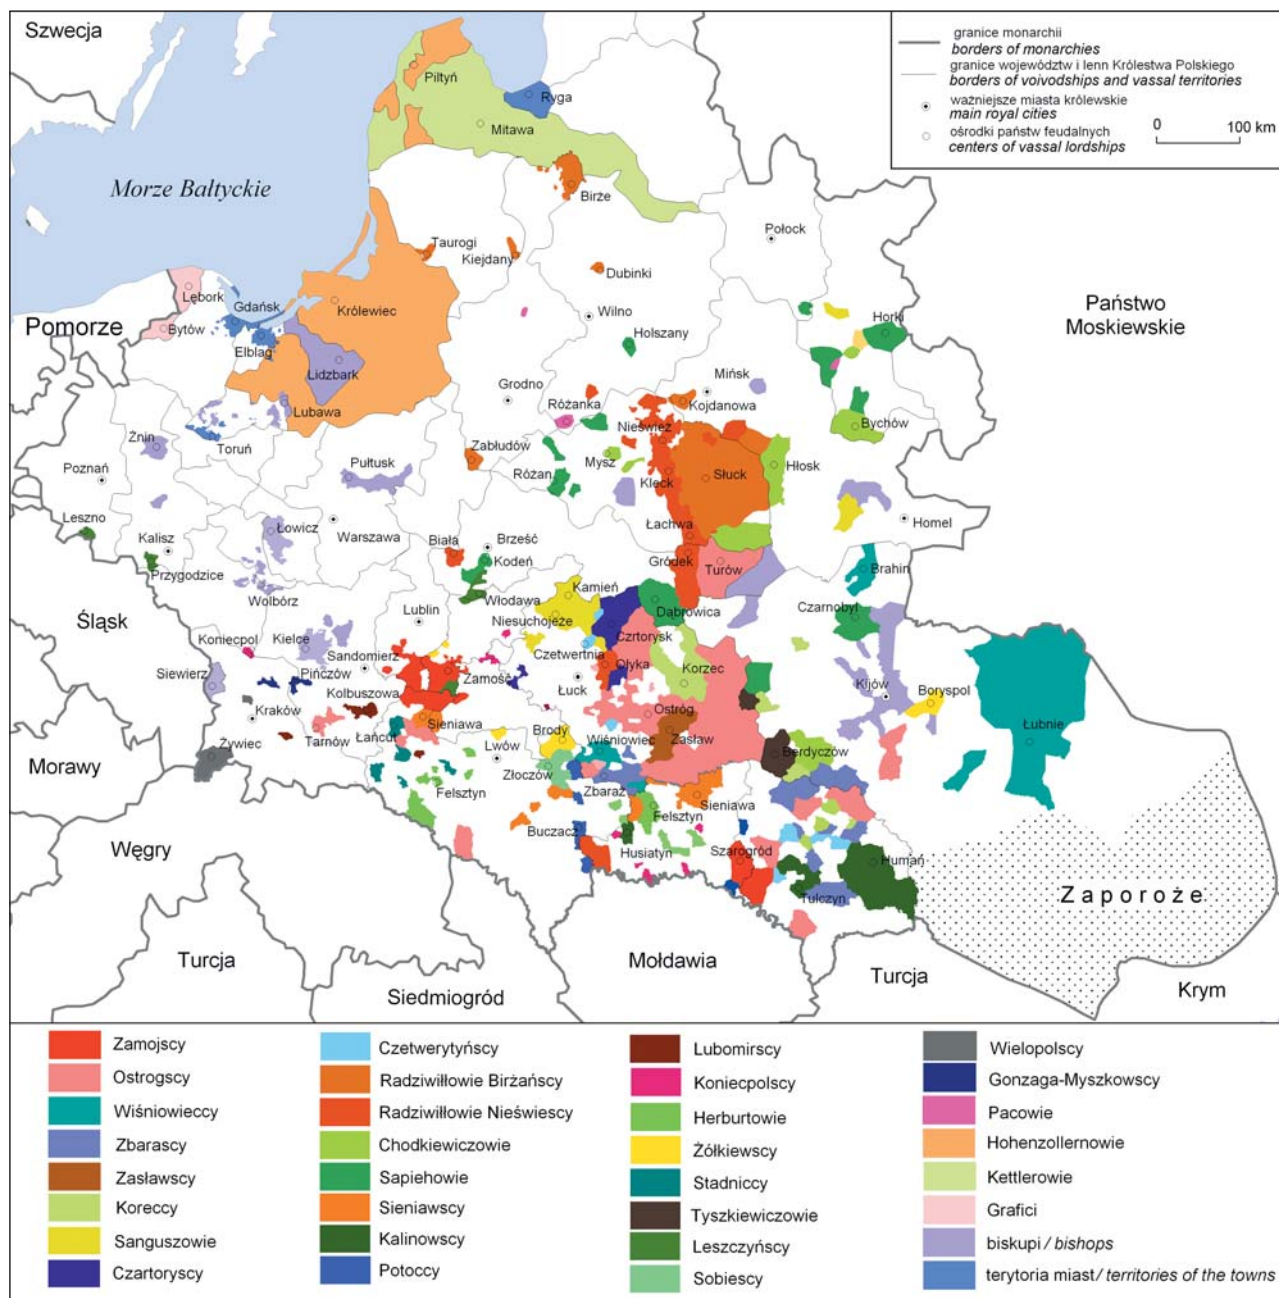 Szwecja
granice monarchii
borders of monarchies
granice województw i lenn Królestwa Polskiego
borders of voivodships and vassal territories
ważniejsze miasta królewskie
main royal cities
ośrodki państw feudalnych
centers of vassal lordships
0 100 km
Piltyń
Ryga
Mitawa
Morze Bałtyckie
Birże
Połock
Taurogi
Kiejdany
Dubinki
Lębork
Gdańsk
Królewiec
Wilno
Państwo
Moskiewskie
Pomorze
Bytów
Elbląg
Holszany
Horki
Lidzbark
Grodno
Mińsk
Lubawa
Różanka
Kojdanowa
Żnin
Toruń
Nieśwież
Bychów
Zabłudów
Poznań
Pułtusk
Mysz
Różan
Kleck
Słuck
Hłosk
Leszno
Kalisz
Łowicz
Warszawa
Łachwa
Homel
Przygodzice
Biała
Brześć
Kodeń
Gródek
Turów
Brahin
Wolbórz
Lublin
Włodawa
Kamień
Dąbrowica
Czarnobyl
Śląsk
Niesuchojeże
Czrtorysk
Koniecpol
Kielce
Sandomierz
Czetwertnia
Siewierz
Pińczów
Zamość
Ołyka
Korzec
Kolbuszowa
Łuck
Kijów
Boryspol
Kraków
Sieniawa
Ostróg
Łubnie
Tarnów
Łańcut
Brody
Wiśniowiec
Zasław
Żywiec
Lwów
Berdyczów
Morawy
Złoczów
Zbaraż
Felsztyn
Felsztyn
Sieniawa
Buczacz
Węgry
Husiatyn
Szarogród
Humań
Tulczyn
Zaporoże
Turcja
Mołdawia
Turcja
Siedmiogród
Krym
Zamojscy
Ostrogscy
Wiśniowieccy
Zbarascy
Zasławscy
Koreccy
Sanguszowie
Czartoryscy
Czetwerytyńscy
Radziwiłłowie Birżańscy
Radziwiłłowie Nieświescy
Chodkiewiczowie
Sapiehowie
Sieniawscy
Kalinowscy
Potoccy
Lubomirscy
Koniecpolscy
Herburtowie
Żółkiewscy
Stadniccy
Tyszkiewiczowie
Leszczyńscy
Sobiescy
Wielopolscy
Gonzaga-Myszkowscy
Pacowie
Hohenzollernowie
Kettlerowie
Grafici
biskupi / bishops
terytoria miast / territories of the towns